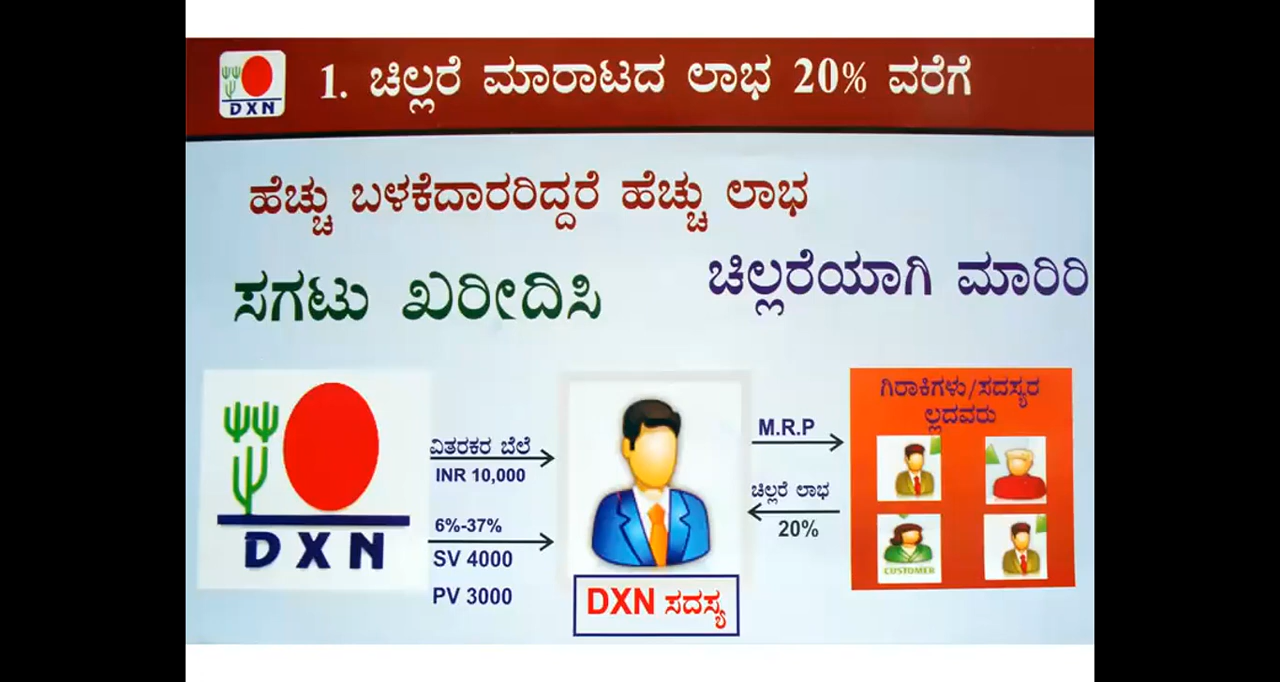 DXN
1. ಚಿಲ್ಲರೆ ಮಾರಾಟದ ಲಾಭ 20% ವರೆಗೆ
ಹೆಚ್ಚು ಬಳಕೆದಾರರಿದ್ದರೆ ಹೆಚ್ಚು ಲಾಭ
ಸಗಟು ಖರೀದಿಸಿ
ಚಿಲ್ಲರೆಯಾಗಿ ಮಾರಿರಿ
DXN
ವಿತರಕರ ಬೆಲೆ
INR 10,000
6%-37%
SV 4000
PV 3000
DXN ಸದಸ್ಯ
M.R.P
ಚಿಲ್ಲರೆ ಲಾಭ
20%
ಗಿರಾಕಿಗಳು/ಸದಸ್ಯರ
ಲ್ಲದವರು
CUSTOMER